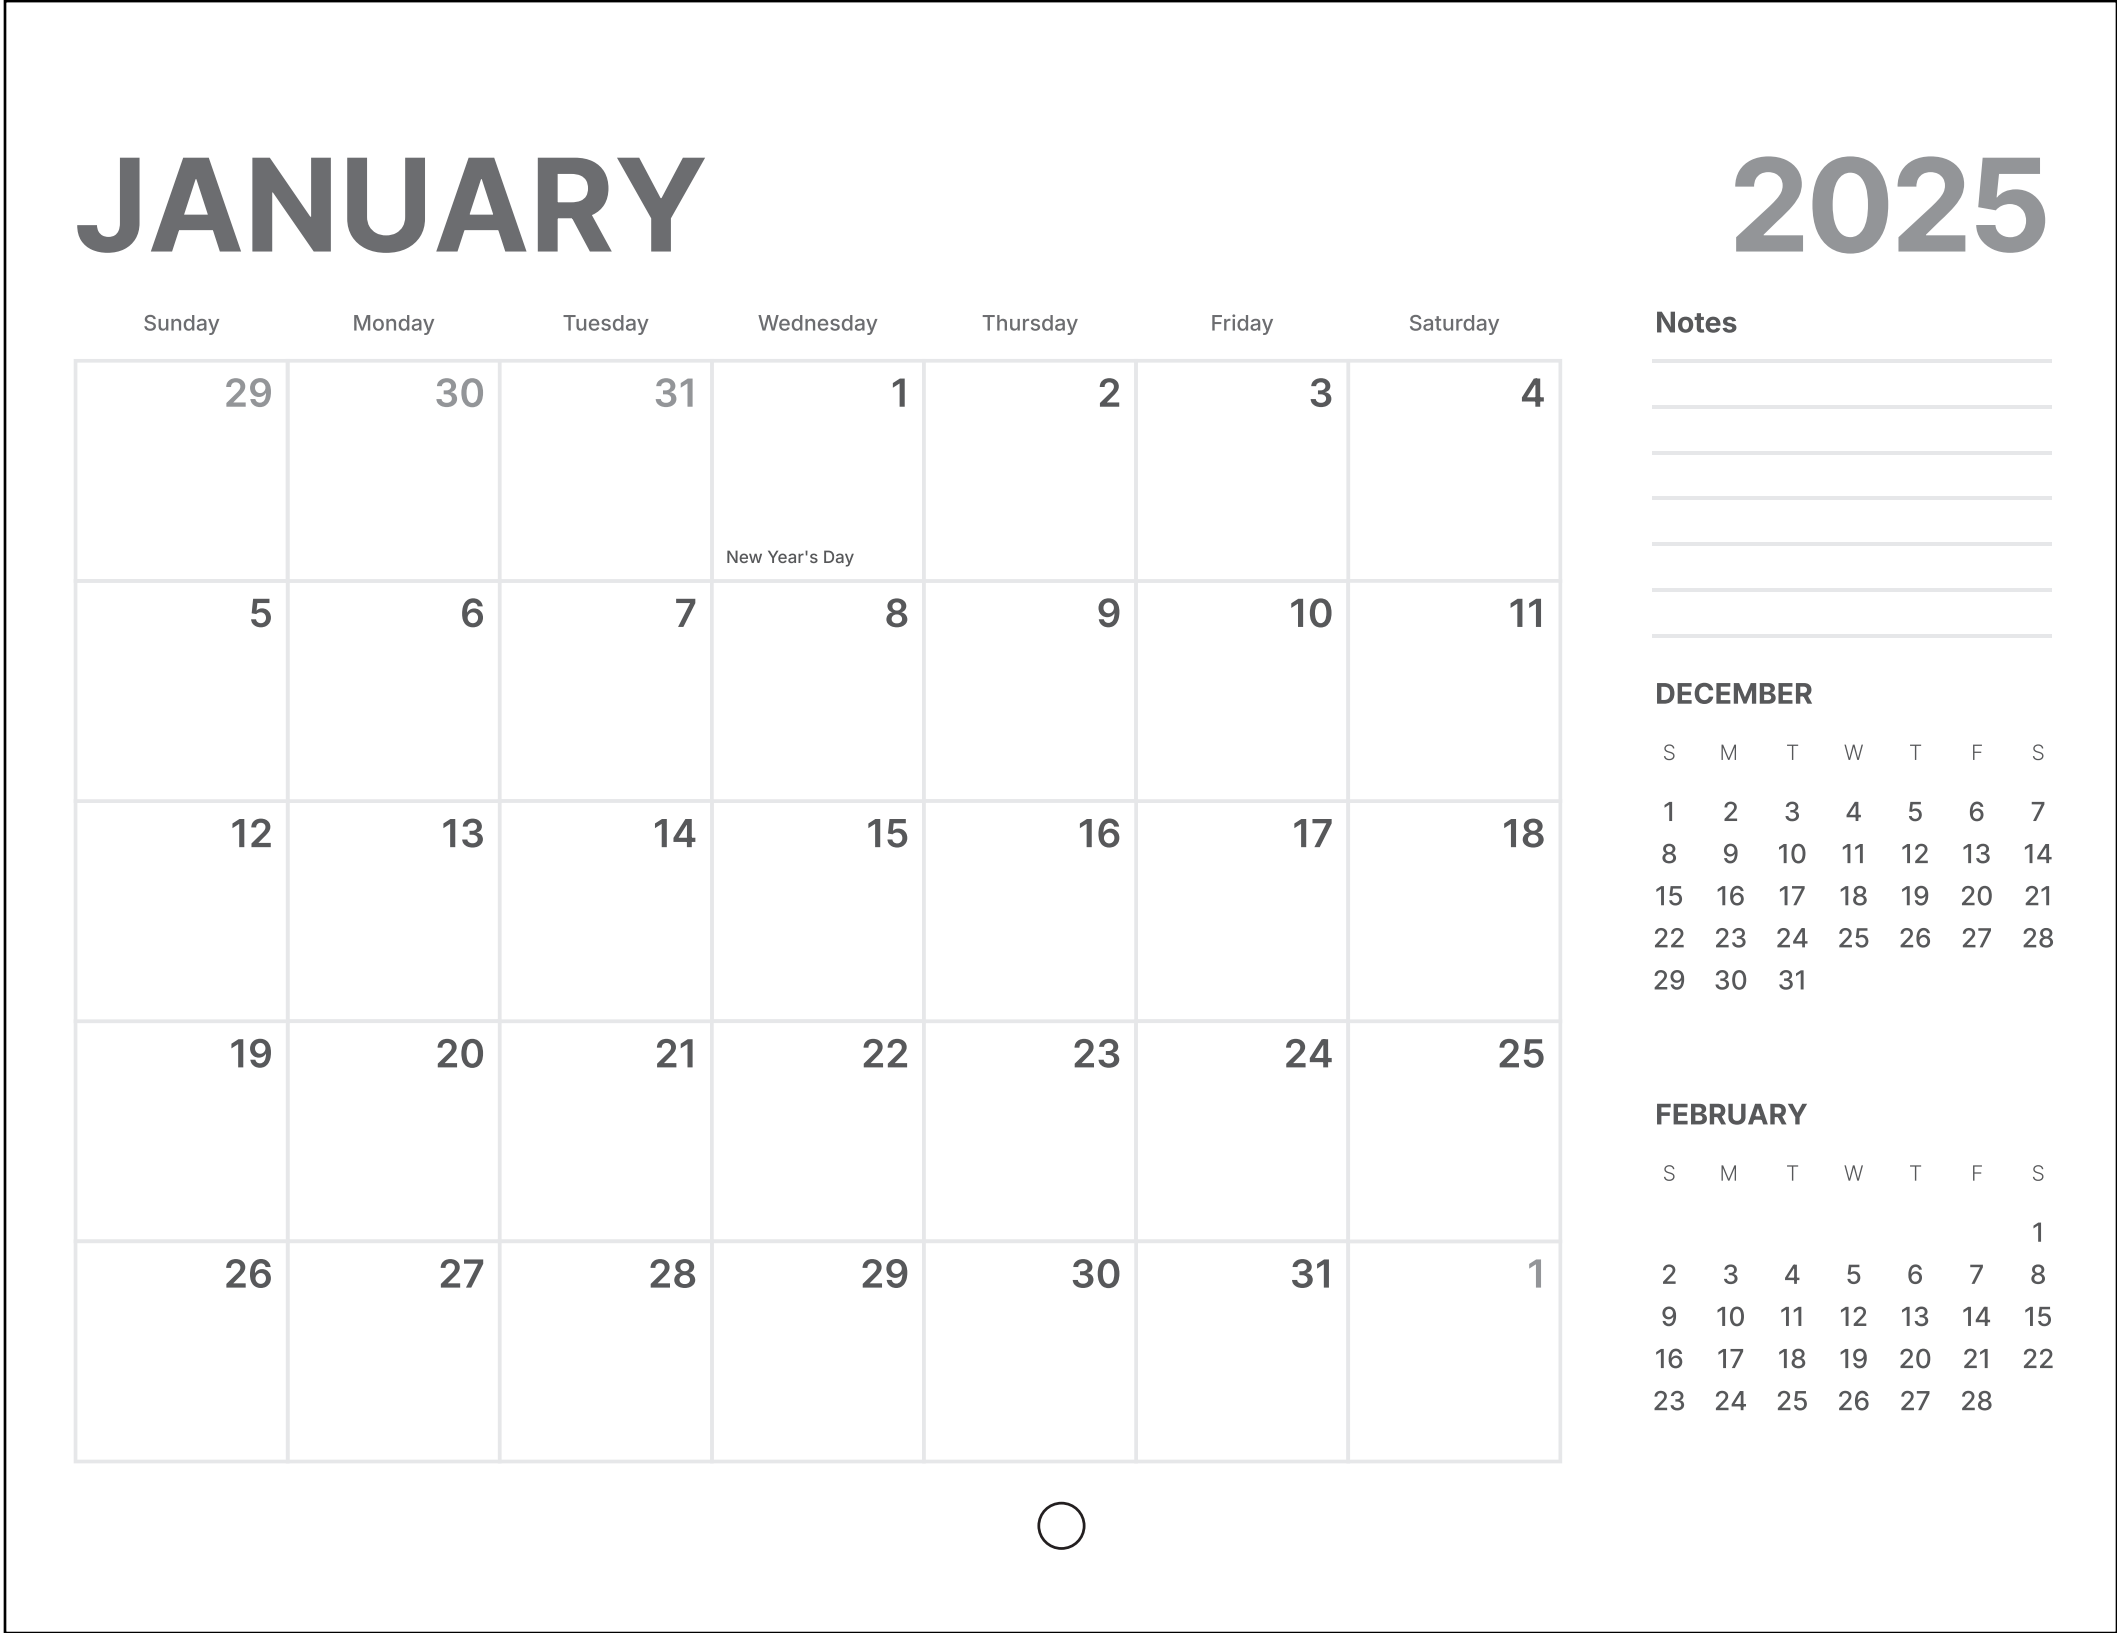 JANUARY 2025
Sunday Monday Tuesday Wednesday Thursday Friday Saturday
29 30 31 1 2 3 4
New Year's Day
5 6 7 8 9 10 11
12 13 14 15 16 17 18
19 20 21 22 23 24 25
26 27 28 29 30 31 1
Notes
DECEMBER
S M T W T F S
1 2 3 4 5 6 7
8 9 10 11 12 13 14
15 16 17 18 19 20 21
22 23 24 25 26 27 28
29 30 31
FEBRUARY
S M T W T F S
1
2 3 4 5 6 7 8
9 10 11 12 13 14 15
16 17 18 19 20 21 22
23 24 25 26 27 28